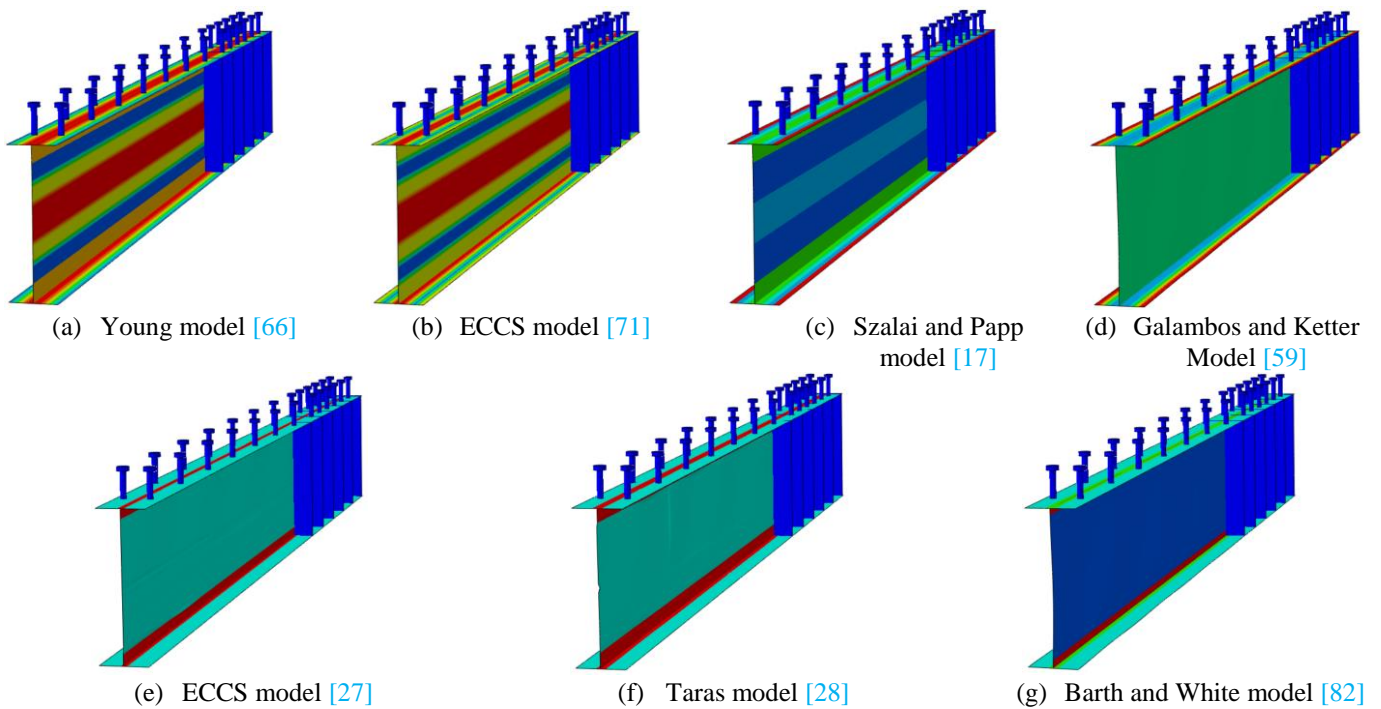 (a) Young model [66]
(b) ECCS model [71]
(c) Szalai and Papp
model [17]
(d) Galambos and Ketter
Model [59]
(e) ECCS model [27]
(f) Taras model [28]
(g) Barth and White model [82]